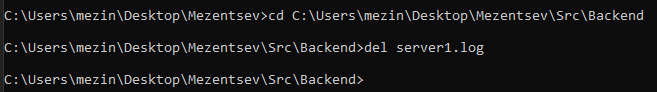 C:\Users\mezin\Desktop\Mezentsev>cd C:\Users\mezin\Desktop\Mezentsev\Src\Backend
C:\Users\mezin\Desktop\Mezentsev\Src\Backend>del server1.log
C:\Users\mezin\Desktop\Mezentsev\Src\Backend>